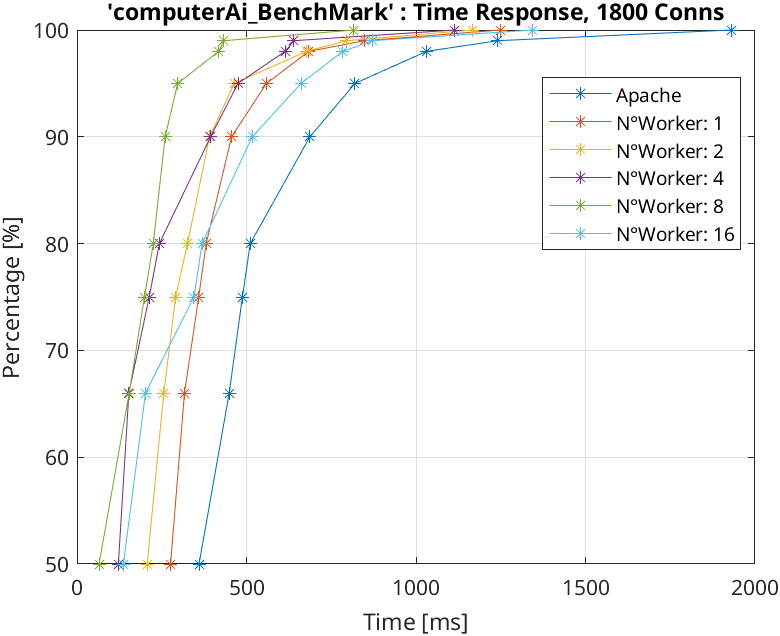 'computerAi_BenchMark' : Time Response, 1800 Conns
100
90
80
70
60
50
Percentage [%]
0
500
1000
1500
2000
Time [ms]
Apache
N°Worker: 1
N°Worker: 2
N°Worker: 4
N°Worker: 8
N°Worker: 16